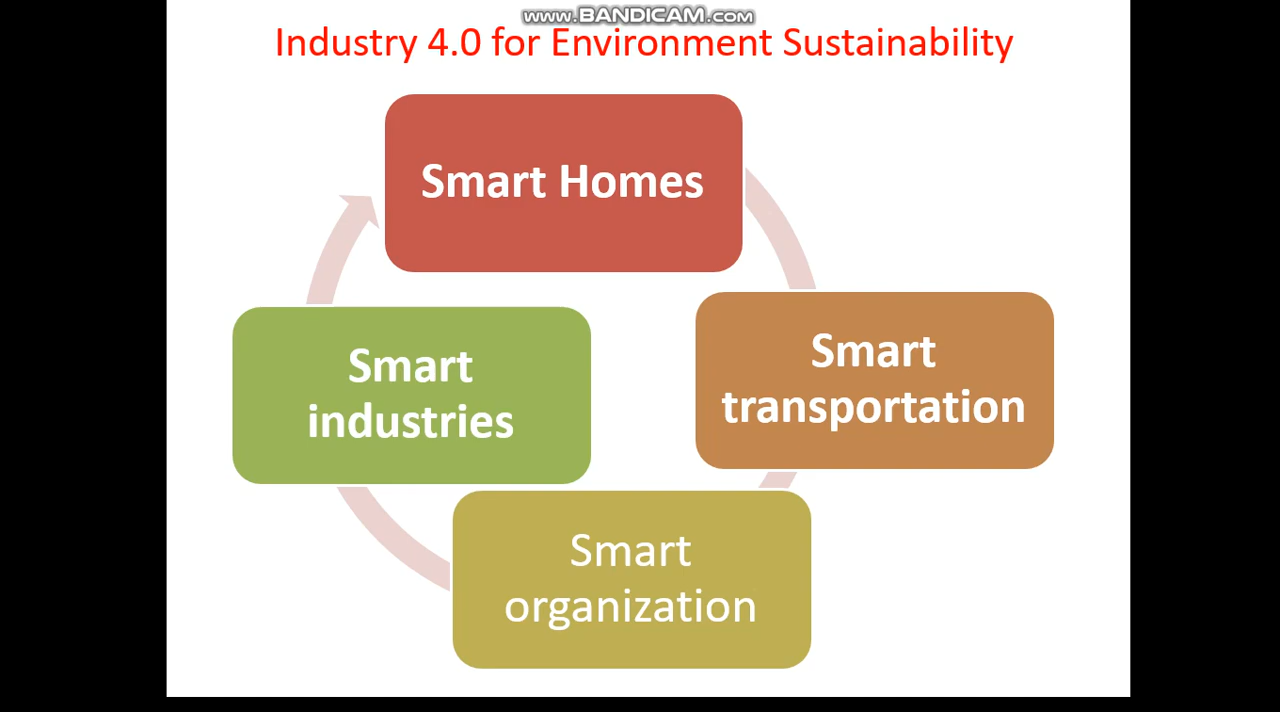 www.BANDICAM.com
Industry 4.0 for Environment Sustainability
Smart Homes
Smart
transportation
Smart
organization
Smart
industries